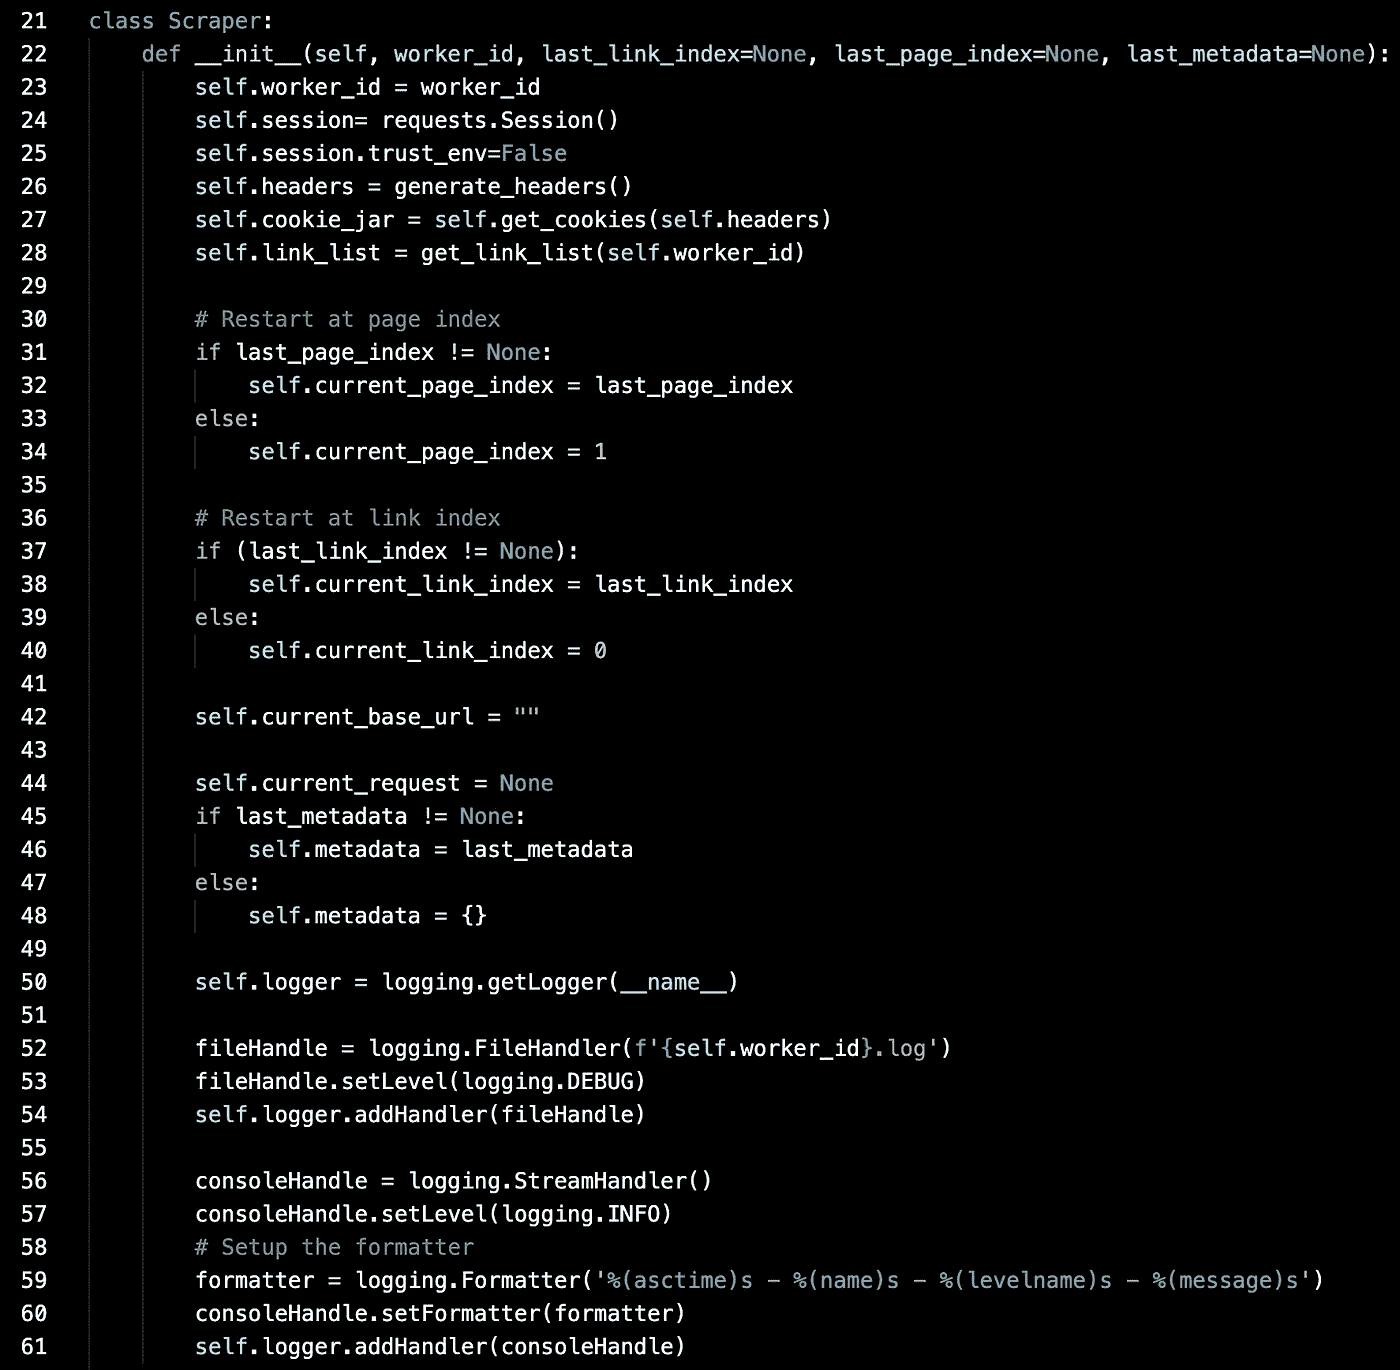 21 class Scraper:
22     def __init__(self, worker_id, last_link_index=None, last_page_index=None, last_metadata=None):
23         self.worker_id = worker_id
24         self.session= requests.Session()
25         self.session.trust_env=False
26         self.headers = generate_headers()
27         self.cookie_jar = self.get_cookies(self.headers)
28         self.link_list = get_link_list(self.worker_id)
29
30         # Restart at page index
31         if last_page_index != None:
32             self.current_page_index = last_page_index
33         else:
34             self.current_page_index = 1
35
36         # Restart at link index
37         if (last_link_index != None):
38             self.current_link_index = last_link_index
39         else:
40             self.current_link_index = 0
41
42         self.current_base_url = ""
43
44         self.current_request = None
45         if last_metadata != None:
46             self.metadata = last_metadata
47         else:
48             self.metadata = {}
49
50         self.logger = logging.getLogger(__name__)
51
52         fileHandle = logging.FileHandler(f'{self.worker_id}.log')
53         fileHandle.setLevel(logging.DEBUG)
54         self.logger.addHandler(fileHandle)
55
56         consoleHandle = logging.StreamHandler()
57         consoleHandle.setLevel(logging.INFO)
58         # Setup the formatter
59         formatter = logging.Formatter('%(asctime)s - %(name)s - %(levelname)s - %(message)s')
60         consoleHandle.setFormatter(formatter)
61         self.logger.addHandler(consoleHandle)